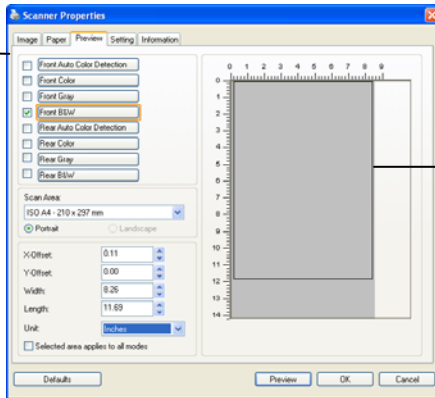 Scanner Properties
Image Paper Preview Setting Information
Front Auto Color Detection
Front Color
Front Gray
Front B&W
Rear Auto Color Detection
Rear Color
Rear Gray
Rear B&W
Scan Area:
ISO A4 - 210 x 297 mm
Portrait Landscape
X-Offset: 0.11
Y-Offset: 0.00
Width: 8.26
Length: 11.69
Unit: Inches
Selected area applies to all modes
0 1 2 3 4 5 6 7 8 9
0
1
2
3
4
5
6
7
8
9
10
11
12
13
14
Defaults Preview OK Cancel